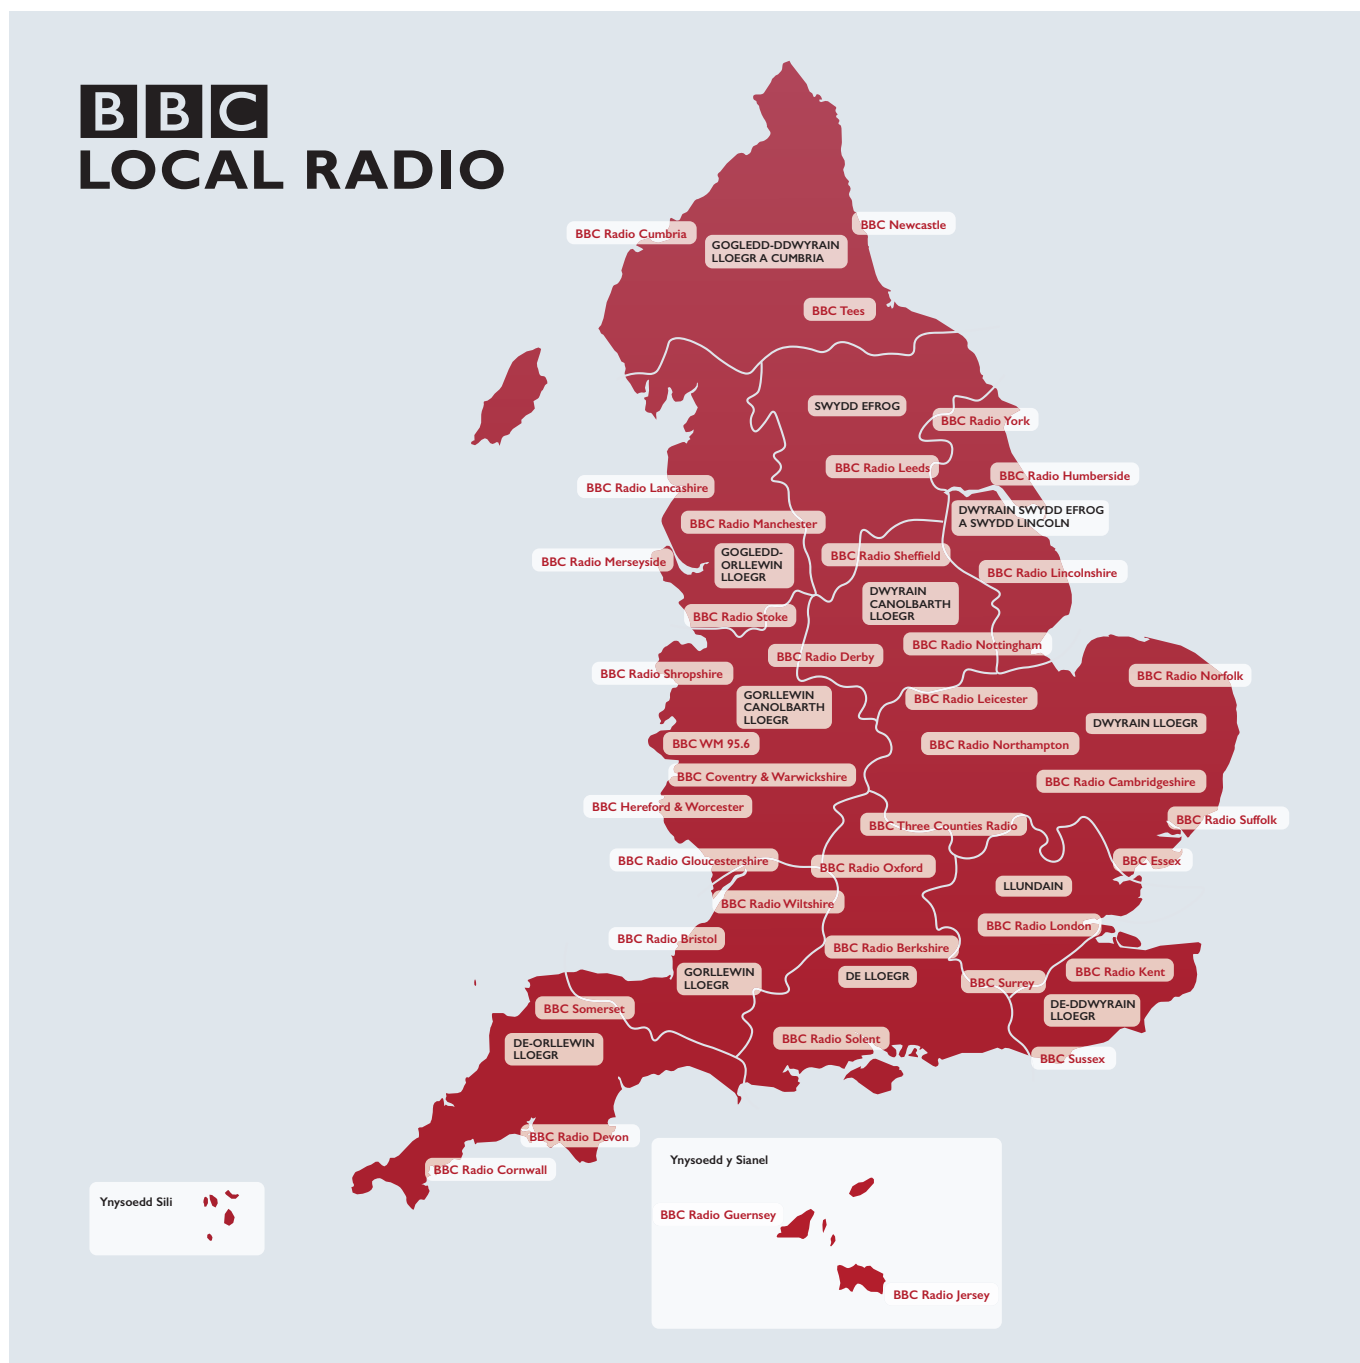 BBC
LOCAL RADIO
BBC Newcastle
BBC Radio Cumbria
GOGLEDD-DDWYRAIN
LLOEGR A CUMBRIA
BBC Tees
SWYDD EFROG
BBC Radio York
BBC Radio Leeds
BBC Radio Humberside
BBC Radio Lancashire
DWYRAIN SWYDD EFROG
A SWYDD LINCOLN
BBC Radio Manchester
GOGLEDD-
ORLLEWIN
LLOEGR
BBC Radio Sheffield
BBC Radio Merseyside
BBC Radio Lincolnshire
DWYRAIN
CANOLBARTH
LLOEGR
BBC Radio Stoke
BBC Radio Nottingham
BBC Radio Derby
BBC Radio Shropshire
BBC Radio Norfolk
GORLLEWIN
CANOLBARTH
LLOEGR
BBC Radio Leicester
DWYRAIN LLOEGR
BBC WM 95.6
BBC Radio Northampton
BBC Coventry & Warwickshire
BBC Radio Cambridgeshire
BBC Hereford & Worcester
BBC Radio Suffolk
BBC Three Counties Radio
BBC Radio Gloucestershire
BBC Essex
BBC Radio Oxford
LLUNDAIN
BBC Radio Wiltshire
BBC Radio London
BBC Radio Bristol
BBC Radio Berkshire
GORLLEWIN
LLOEGR
DE LLOEGR
BBC Radio Kent
BBC Surrey
BBC Somerset
DE-DDWYRAIN
LLOEGR
BBC Radio Solent
DE-ORLLEWIN
LLOEGR
BBC Sussex
BBC Radio Devon
BBC Radio Cornwall
Ynysoedd y Sianel
Ynysoedd Sili
BBC Radio Guernsey
BBC Radio Jersey